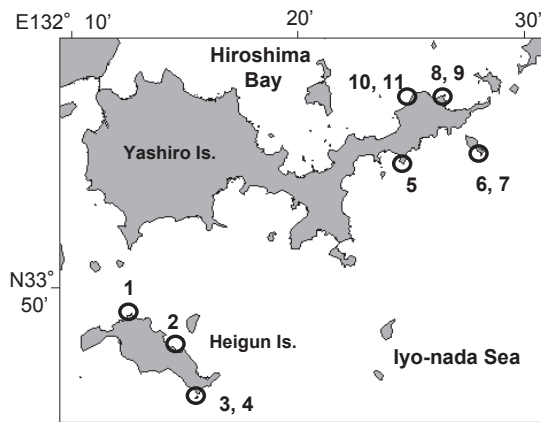 E132° 10’ 20’ 30’
Hiroshima
Bay
10, 11 8, 9
Yashiro Is.
5 6, 7
N33°
50’
1
2
Heigun Is.
Iyo-nada Sea
3, 4